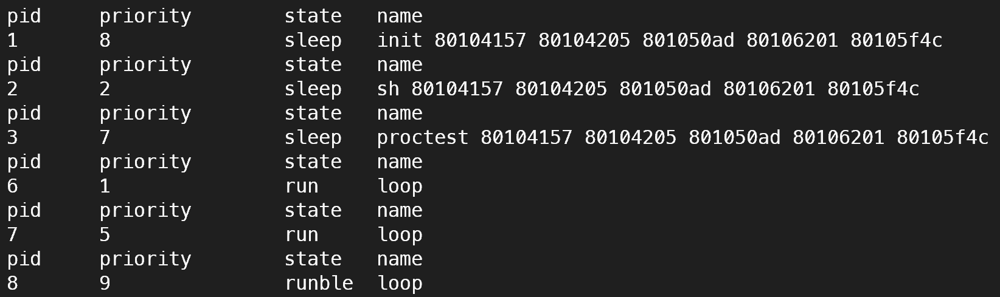 pid priority state name
1 8 sleep init 80104157 80104205 801050ad 80106201 80105f4c
pid priority state name
2 2 sleep sh 80104157 80104205 801050ad 80106201 80105f4c
pid priority state name
3 7 sleep proctest 80104157 80104205 801050ad 80106201 80105f4c
pid priority state name
6 1 run loop
pid priority state name
7 5 run loop
pid priority state name
8 9 runble loop